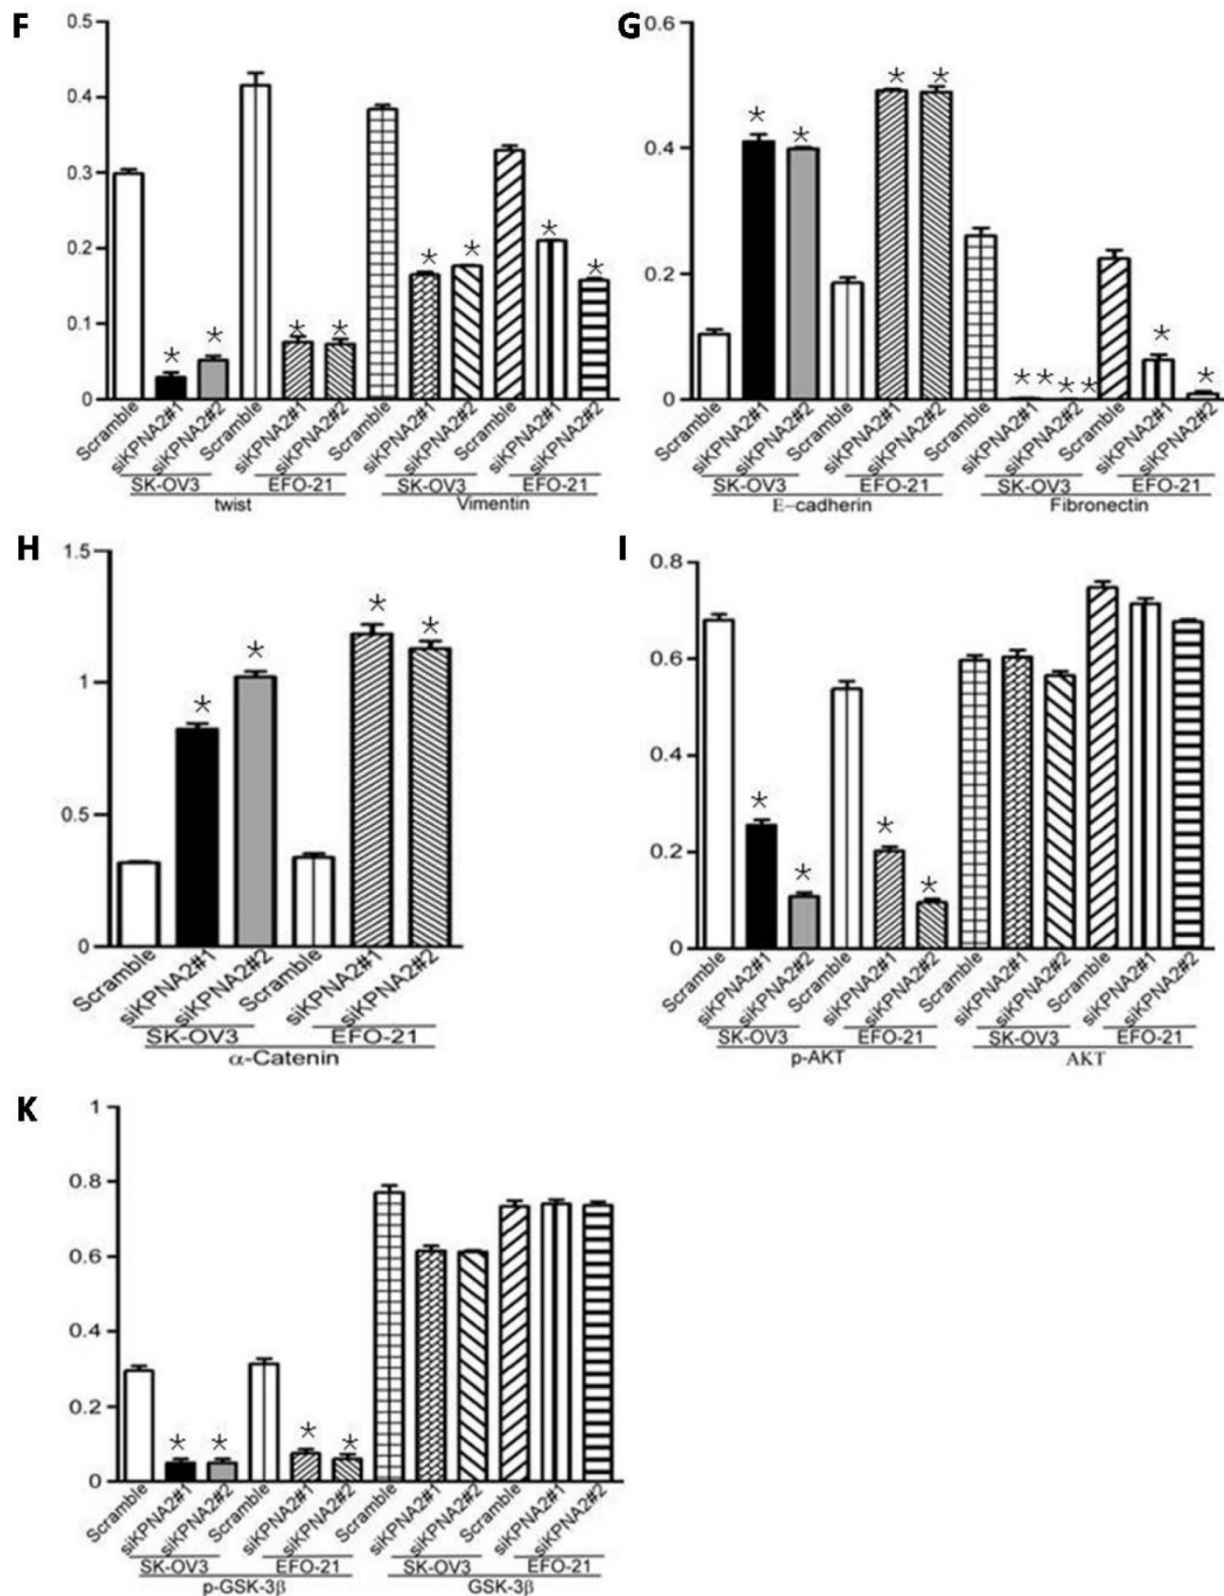 F
0.5
0.4
0.3
0.2
0.1
0
Scramble
siKPNA2#1
siKPNA2#2
Scramble
siKPNA2#1
siKPNA2#2
Scramble
siKPNA2#1
siKPNA2#2
Scramble
siKPNA2#1
siKPNA2#2
SK-OV3 EFO-21 SK-OV3 EFO-21
twist Vimentin
G
0.6
0.4
0.2
0
Scramble
siKPNA2#1
siKPNA2#2
Scramble
siKPNA2#1
siKPNA2#2
Scramble
siKPNA2#1
siKPNA2#2
Scramble
siKPNA2#1
siKPNA2#2
SK-OV3 EFO-21 SK-OV3 EFO-21
E-cadherin Fibronectin
H
1.5
1
0.5
0
Scramble
siKPNA2#1
siKPNA2#2
Scramble
siKPNA2#1
siKPNA2#2
SK-OV3 EFO-21
α-Catenin
I
0.8
0.6
0.4
0.2
0
Scramble
siKPNA2#1
siKPNA2#2
Scramble
siKPNA2#1
siKPNA2#2
Scramble
siKPNA2#1
siKPNA2#2
Scramble
siKPNA2#1
siKPNA2#2
SK-OV3 EFO-21 SK-OV3 EFO-21
p-AKT AKT
K
1
0.8
0.6
0.4
0.2
0
Scramble
siKPNA2#1
siKPNA2#2
Scramble
siKPNA2#1
siKPNA2#2
Scramble
siKPNA2#1
siKPNA2#2
Scramble
siKPNA2#1
siKPNA2#2
SK-OV3 EFO-21 SK-OV3 EFO-21
p-GSK-3β GSK-3β